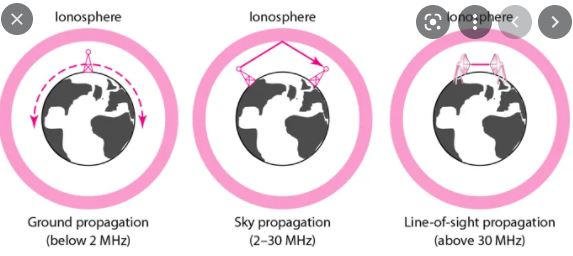 Ionosphere
Ionosphere
Ionosphere
Ground propagation
(below 2 MHz)
Sky propagation
(2–30 MHz)
Line-of-sight propagation
(above 30 MHz)